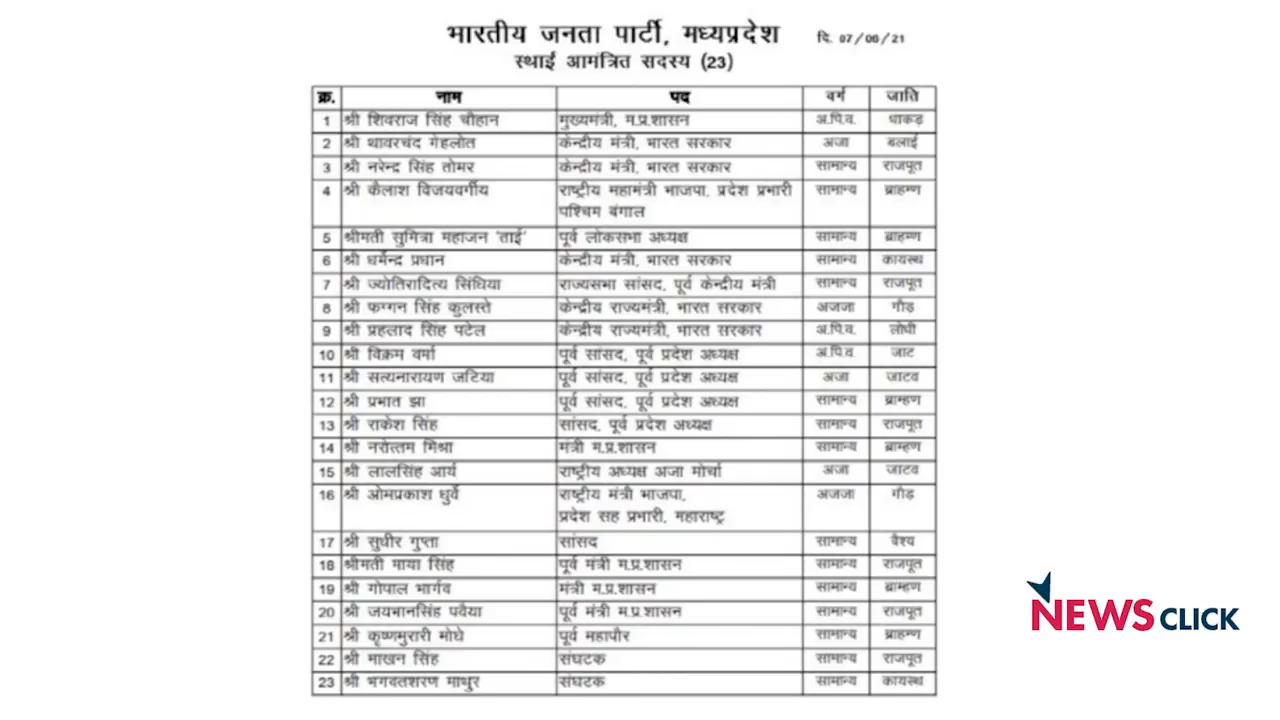 भारतीय जनता पार्टी, मध्यप्रदेश दि. 07/06/21
स्थाई आमंत्रित सदस्य (23)
क्र. नाम पद वर्ग जाति
1 श्री शिवराज सिंह चौहान मुख्यमंत्री, म.प्र.शासन अ.पि.व. धाकड़
2 श्री थावरचंद गेहलोत केन्द्रीय मंत्री, भारत सरकार अजा बलाई
3 श्री नरेन्द्र सिंह तोमर केन्द्रीय मंत्री, भारत सरकार सामान्य राजपूत
4 श्री कैलाश विजयवर्गीय राष्ट्रीय महामंत्री भाजपा, प्रदेश प्रभारी सामान्य ब्राहम्ण
पश्चिम बंगाल
5 श्रीमती सुमित्रा महाजन 'ताई' पूर्व लोकसभा अध्यक्ष सामान्य ब्राहम्ण
6 श्री धर्मेन्द्र प्रधान केन्द्रीय मंत्री, भारत सरकार सामान्य कायस्थ
7 श्री ज्योतिरादित्य सिंधिया राज्यसभा सांसद, पूर्व केन्द्रीय मंत्री सामान्य राजपूत
8 श्री फग्गन सिंह कुलस्ते केन्द्रीय राज्यमंत्री, भारत सरकार अजजा गौड़
9 श्री प्रहलाद सिंह पटेल केन्द्रीय राज्यमंत्री, भारत सरकार अ.पि.व. लोधी
10 श्री विक्रम वर्मा पूर्व सांसद, पूर्व प्रदेश अध्यक्ष अ.पि.व. जाट
11 श्री सत्यनारायण जटिया पूर्व सांसद, पूर्व प्रदेश अध्यक्ष अजा जाटव
12 श्री प्रभात झा पूर्व सांसद, पूर्व प्रदेश अध्यक्ष सामान्य ब्राम्हण
13 श्री राकेश सिंह सांसद, पूर्व प्रदेश अध्यक्ष सामान्य राजपूत
14 श्री नरोत्तम मिश्रा मंत्री म.प्र.शासन सामान्य ब्राम्हण
15 श्री लालसिंह आर्य राष्ट्रीय अध्यक्ष अजा मोर्चा अजा जाटव
16 श्री ओमप्रकाश धुर्वे राष्ट्रीय मंत्री भाजपा, अजजा गौड़
प्रदेश सह प्रभारी, महाराष्ट्र
17 श्री सुधीर गुप्ता सांसद सामान्य वैश्य
18 श्रीमती माया सिंह पूर्व मंत्री म.प्र.शासन सामान्य राजपूत
19 श्री गोपाल भार्गव मंत्री म.प्र.शासन सामान्य ब्राम्हण
20 श्री जयभानसिंह पवैया पूर्व मंत्री म.प्र.शासन सामान्य राजपूत
21 श्री कृष्णमुरारी मोघे पूर्व महापौर सामान्य ब्राहम्ण
22 श्री माखन सिंह संघटक सामान्य राजपूत
23 श्री भगवतशरण माथुर संघटक सामान्य कायस्थ
NEWS CLICK